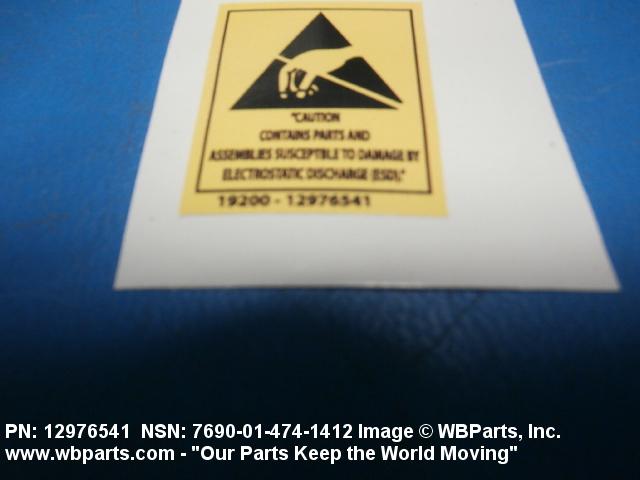 "CAUTION
CONTAINS PARTS AND
ASSEMBLIES SUSCEPTIBLE TO DAMAGE BY
ELECTROSTATIC DISCHARGE (ESD)."
19200 - 12976541
PN: 12976541 NSN: 7690-01-474-1412 Image © WBParts, Inc.
www.wbparts.com - "Our Parts Keep the World Moving"